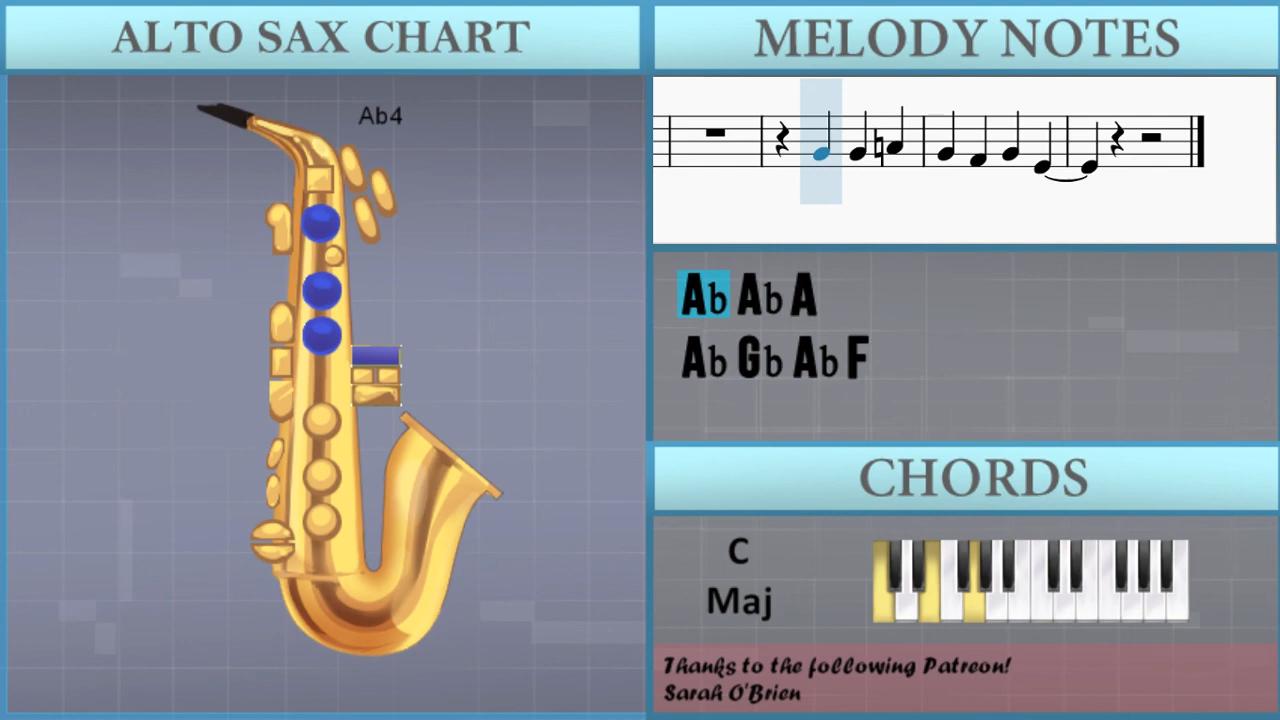 ALTO SAX CHART
Ab4
MELODY NOTES
Ab Ab A
Ab Gb Ab F
CHORDS
C
Maj
Thanks to the following Patreon!
Sarah O'Brien